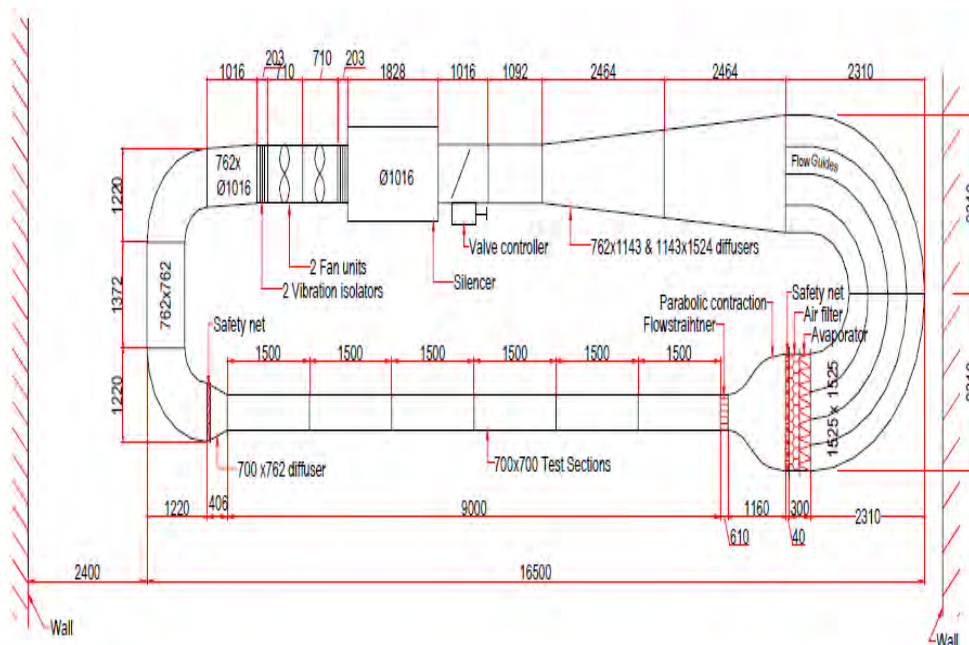 203
710
203
1016
710
1828
1016
1092
2464
2464
2310
762x
Ø1016
Ø1016
Flow Guides
1220
Valve controller
762x1143 & 1143x1524 diffusers
2 Fan units
2 Vibration isolators
Silencer
1372
762x762
Safety net
Parabolic contraction
Flowstraihtner
Safety net
Air filter
Avaporator
1500
1500
1500
1500
1500
1500
1220
1525 x 1525
700 x762 diffuser
700x700 Test Sections
1220
406
9000
1160
300
2310
610
40
2400
16500
Wall
Wall